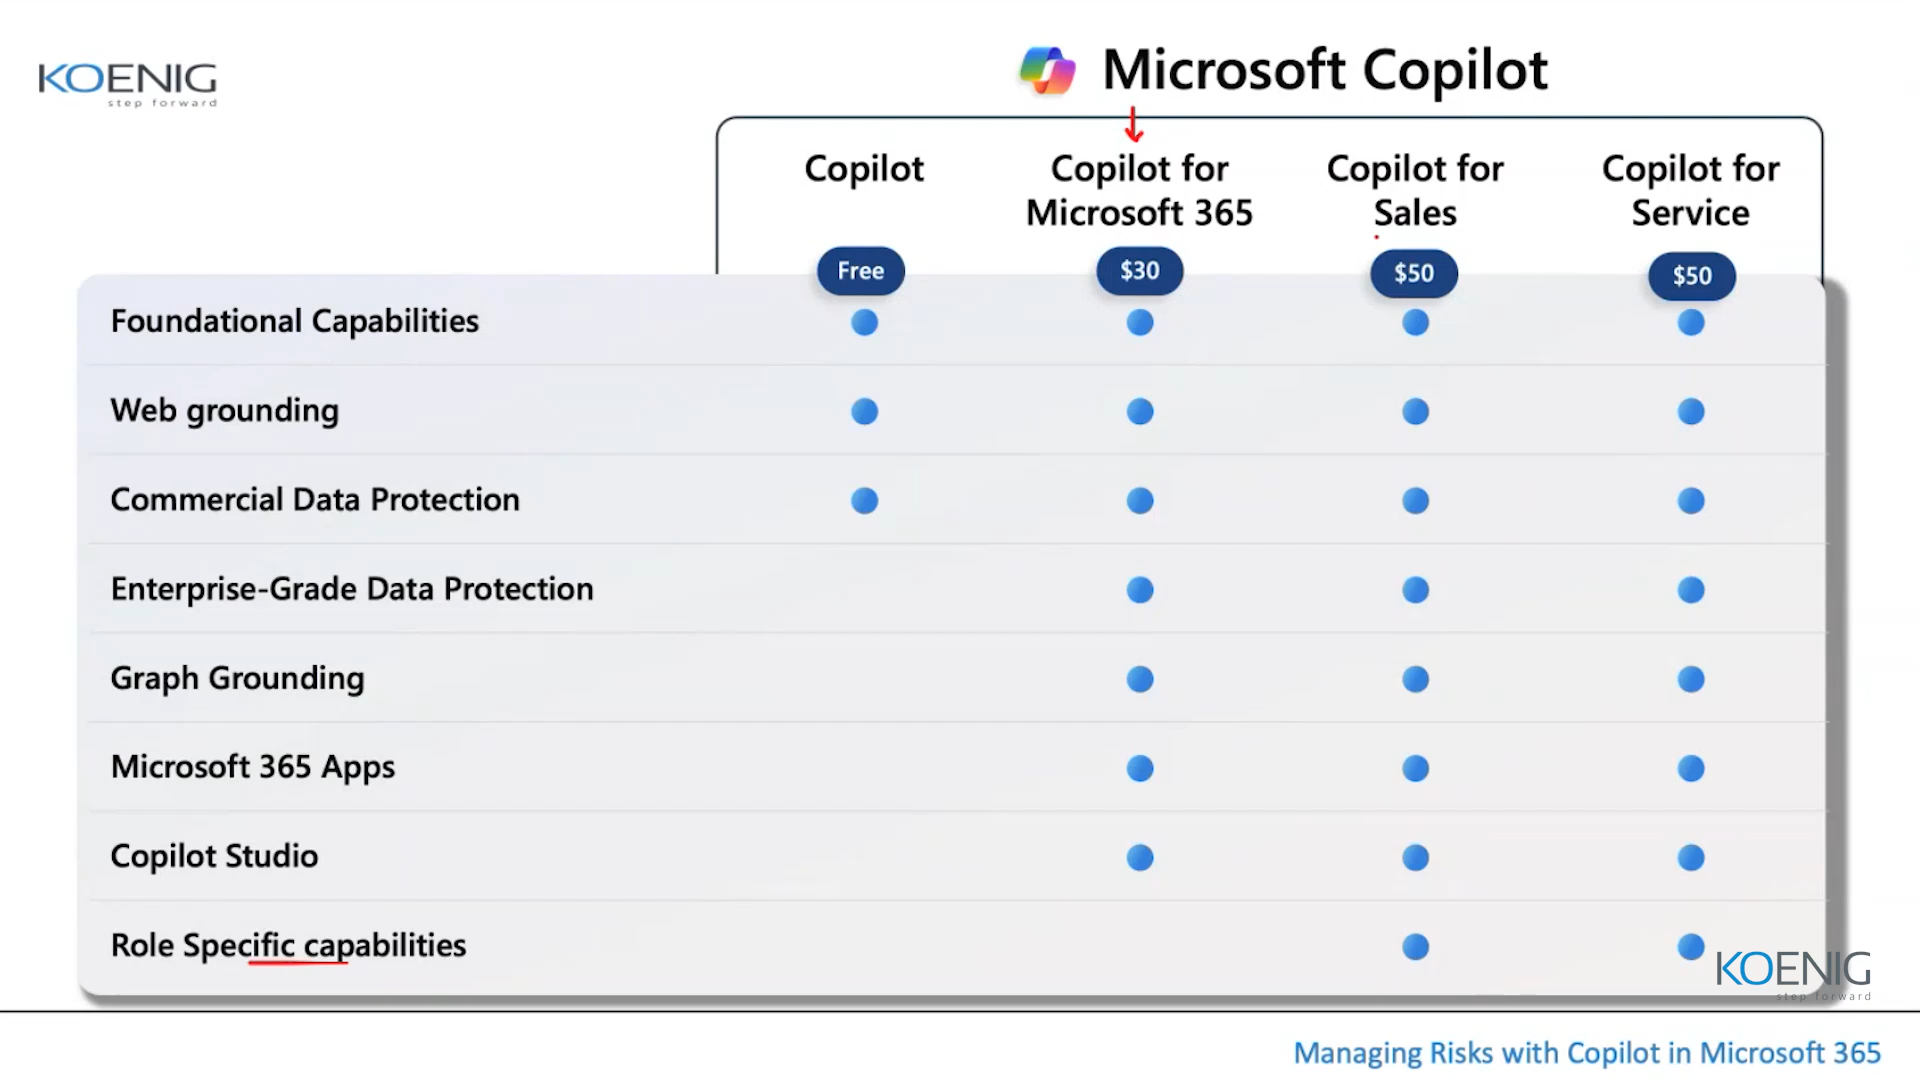 KOENIG
step forward
Microsoft Copilot
Copilot
Copilot for
Microsoft 365
Copilot for
Sales
Copilot for
Service
Free
$30
$50
$50
Foundational Capabilities
Web grounding
Commercial Data Protection
Enterprise-Grade Data Protection
Graph Grounding
Microsoft 365 Apps
Copilot Studio
Role Specific capabilities
KOENIG
step forward
Managing Risks with Copilot in Microsoft 365